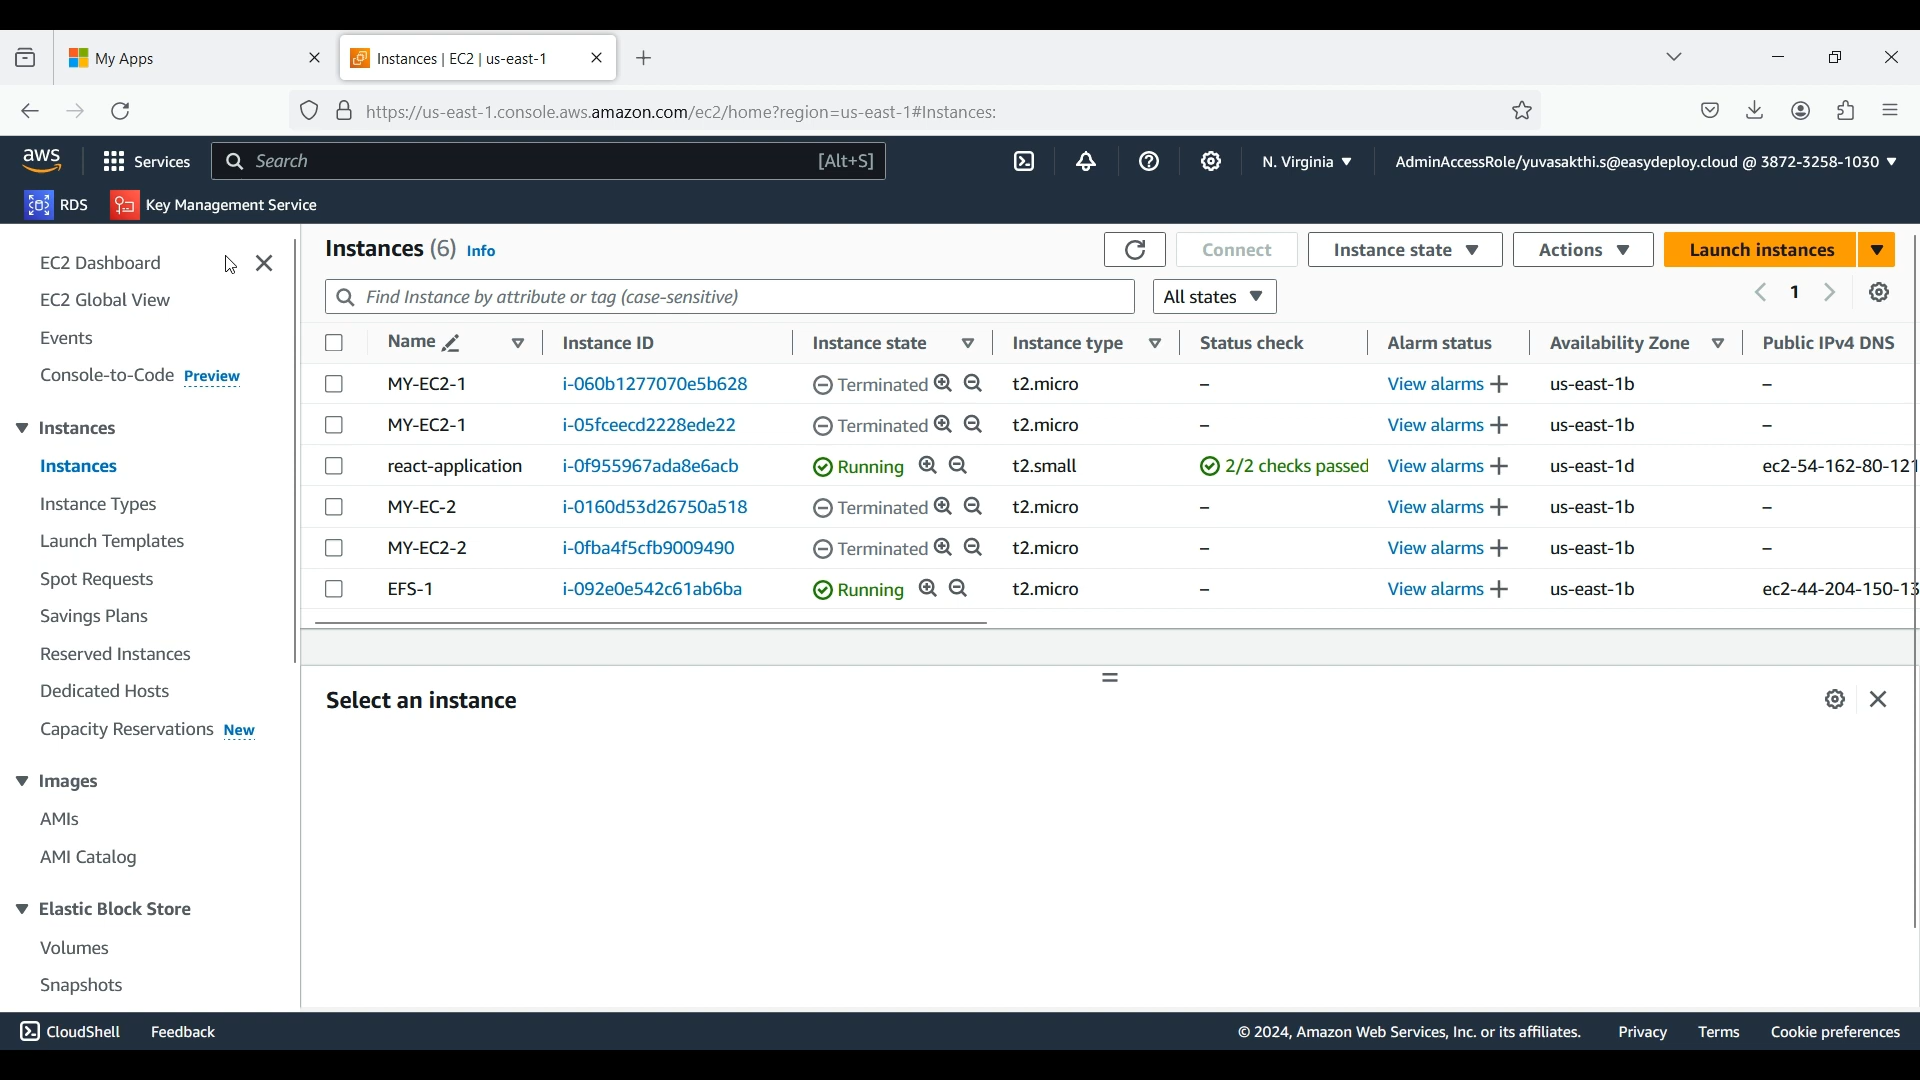 My Apps
Instances | EC2 | us-east-1
https://us-east-1.console.aws.amazon.com/ec2/home?region=us-east-1#Instances:
aws Services Search [Alt+S] N. Virginia AdminAccessRole/yuvasakthi.s@easydeploy.cloud @ 3872-3258-1030
RDS Key Management Service
EC2 Dashboard
EC2 Global View
Events
Console-to-Code Preview
Instances
Instances
Instance Types
Launch Templates
Spot Requests
Savings Plans
Reserved Instances
Dedicated Hosts
Capacity Reservations New
Images
AMIs
AMI Catalog
Elastic Block Store
Volumes
Snapshots
Instances (6) Info Connect Instance state Actions Launch instances
Find Instance by attribute or tag (case-sensitive) All states 1
Name Instance ID Instance state Instance type Status check Alarm status Availability Zone Public IPv4 DNS
MY-EC2-1 i-060b1277070e5b628 Terminated t2.micro – View alarms + us-east-1b –
MY-EC2-1 i-05fceecd2228ede22 Terminated t2.micro – View alarms + us-east-1b –
react-application i-0f955967ada8e6acb Running t2.small 2/2 checks passed View alarms + us-east-1d ec2-54-162-80-121
MY-EC-2 i-0160d53d26750a518 Terminated t2.micro – View alarms + us-east-1b –
MY-EC2-2 i-0fba4f5cfb9009490 Terminated t2.micro – View alarms + us-east-1b –
EFS-1 i-092e0e542c61ab6ba Running t2.micro – View alarms + us-east-1b ec2-44-204-150-13
Select an instance
CloudShell Feedback © 2024, Amazon Web Services, Inc. or its affiliates. Privacy Terms Cookie preferences